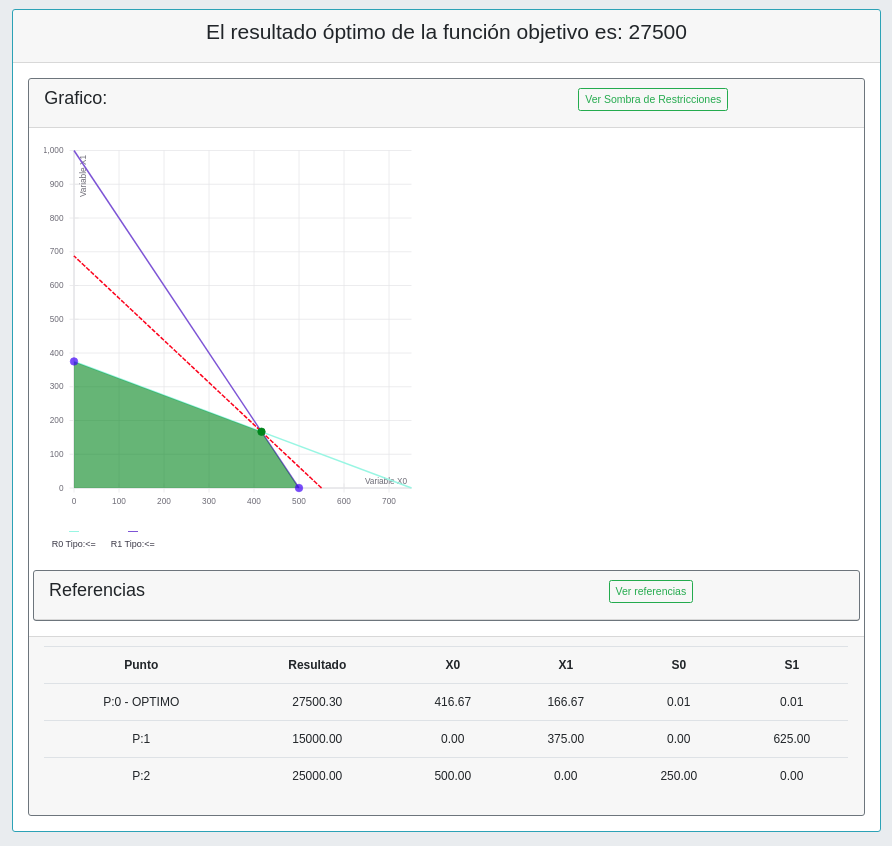 El resultado óptimo de la función objetivo es: 27500
Grafico:
Ver Sombra de Restricciones
1,000
900
800
700
600
500
400
300
200
100
0
Variable X1
Variable X0
0 100 200 300 400 500 600 700
R0 Tipo:<= R1 Tipo:<=
Referencias
Ver referencias
Punto Resultado X0 X1 S0 S1
P:0 - OPTIMO 27500.30 416.67 166.67 0.01 0.01
P:1 15000.00 0.00 375.00 0.00 625.00
P:2 25000.00 500.00 0.00 250.00 0.00